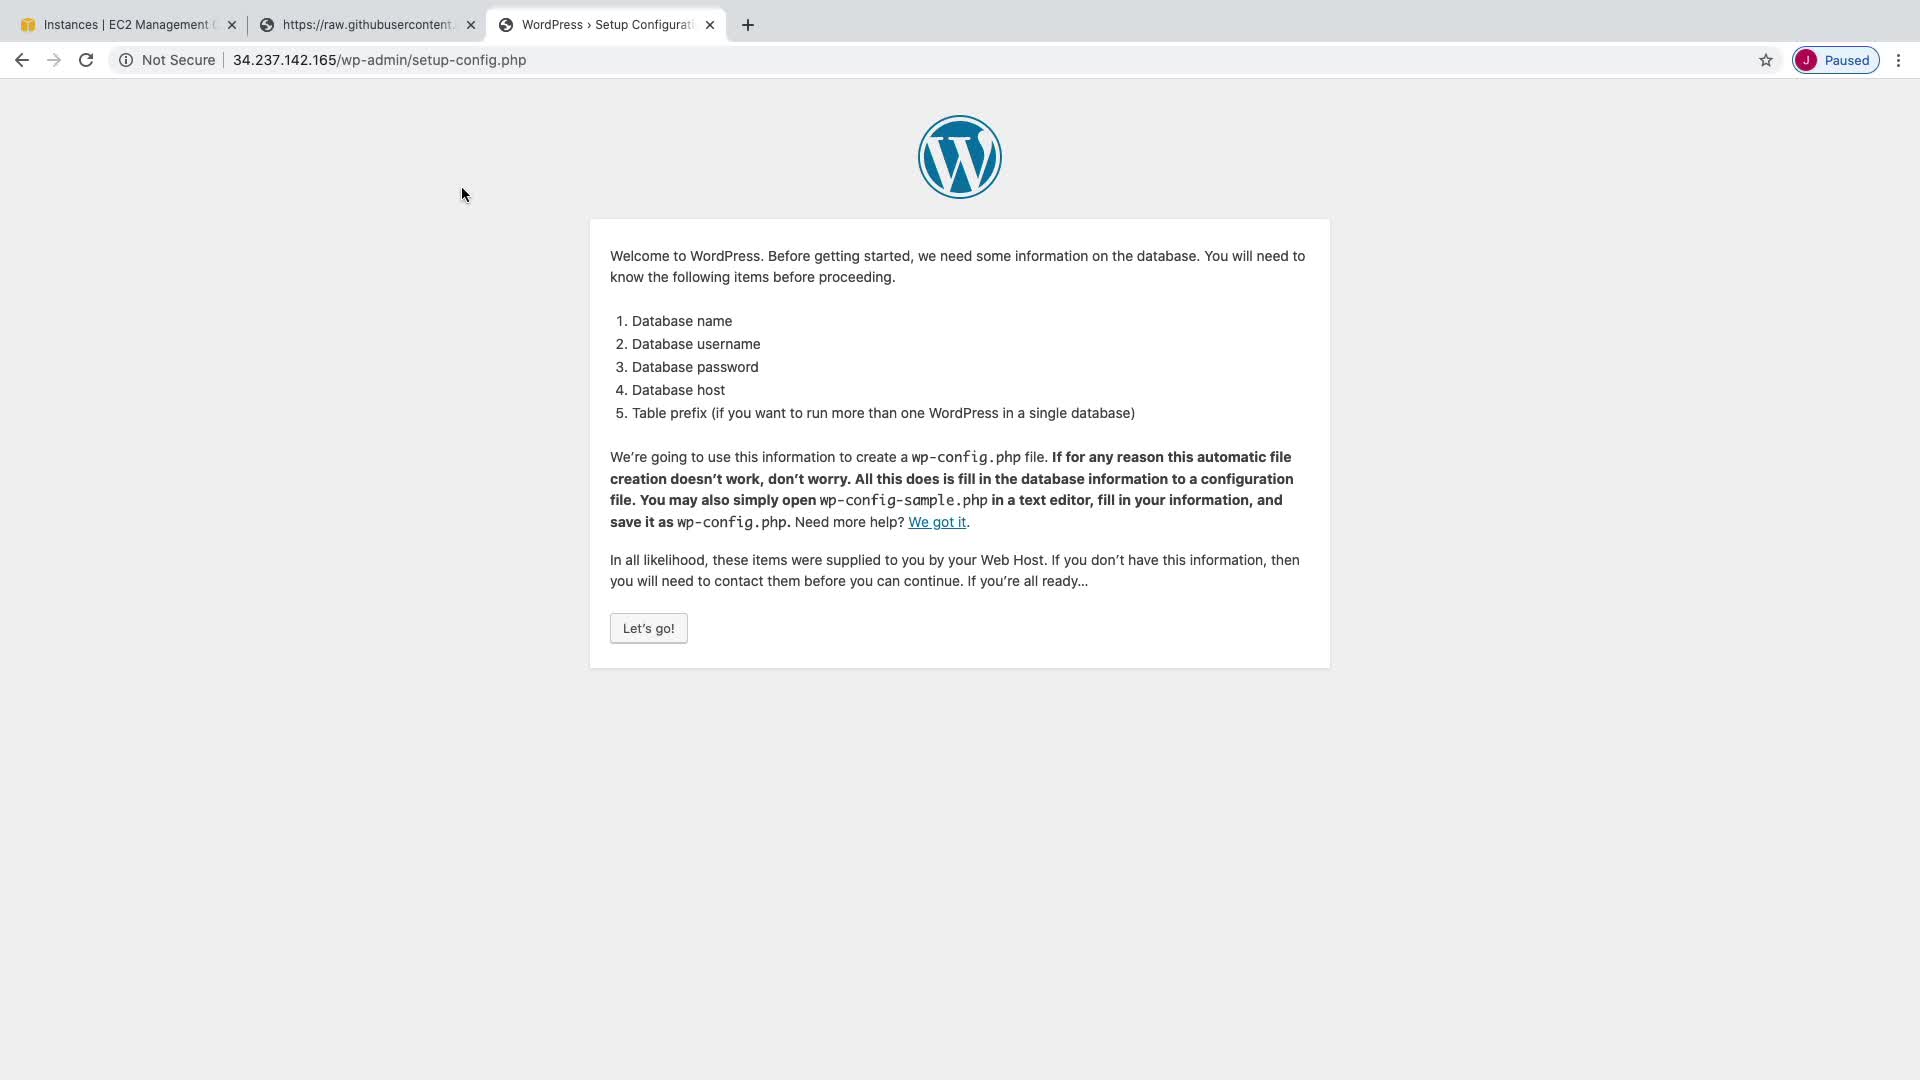 Instances | EC2 Management C
https://raw.githubusercontent.
WordPress › Setup Configurati
Not Secure
34.237.142.165/wp-admin/setup-config.php
J
Paused
Welcome to WordPress. Before getting started, we need some information on the database. You will need to
know the following items before proceeding.
1. Database name
2. Database username
3. Database password
4. Database host
5. Table prefix (if you want to run more than one WordPress in a single database)
We’re going to use this information to create a wp-config.php file. If for any reason this automatic file
creation doesn’t work, don’t worry. All this does is fill in the database information to a configuration
file. You may also simply open wp-config-sample.php in a text editor, fill in your information, and
save it as wp-config.php. Need more help? We got it.
In all likelihood, these items were supplied to you by your Web Host. If you don’t have this information, then
you will need to contact them before you can continue. If you’re all ready…
Let’s go!